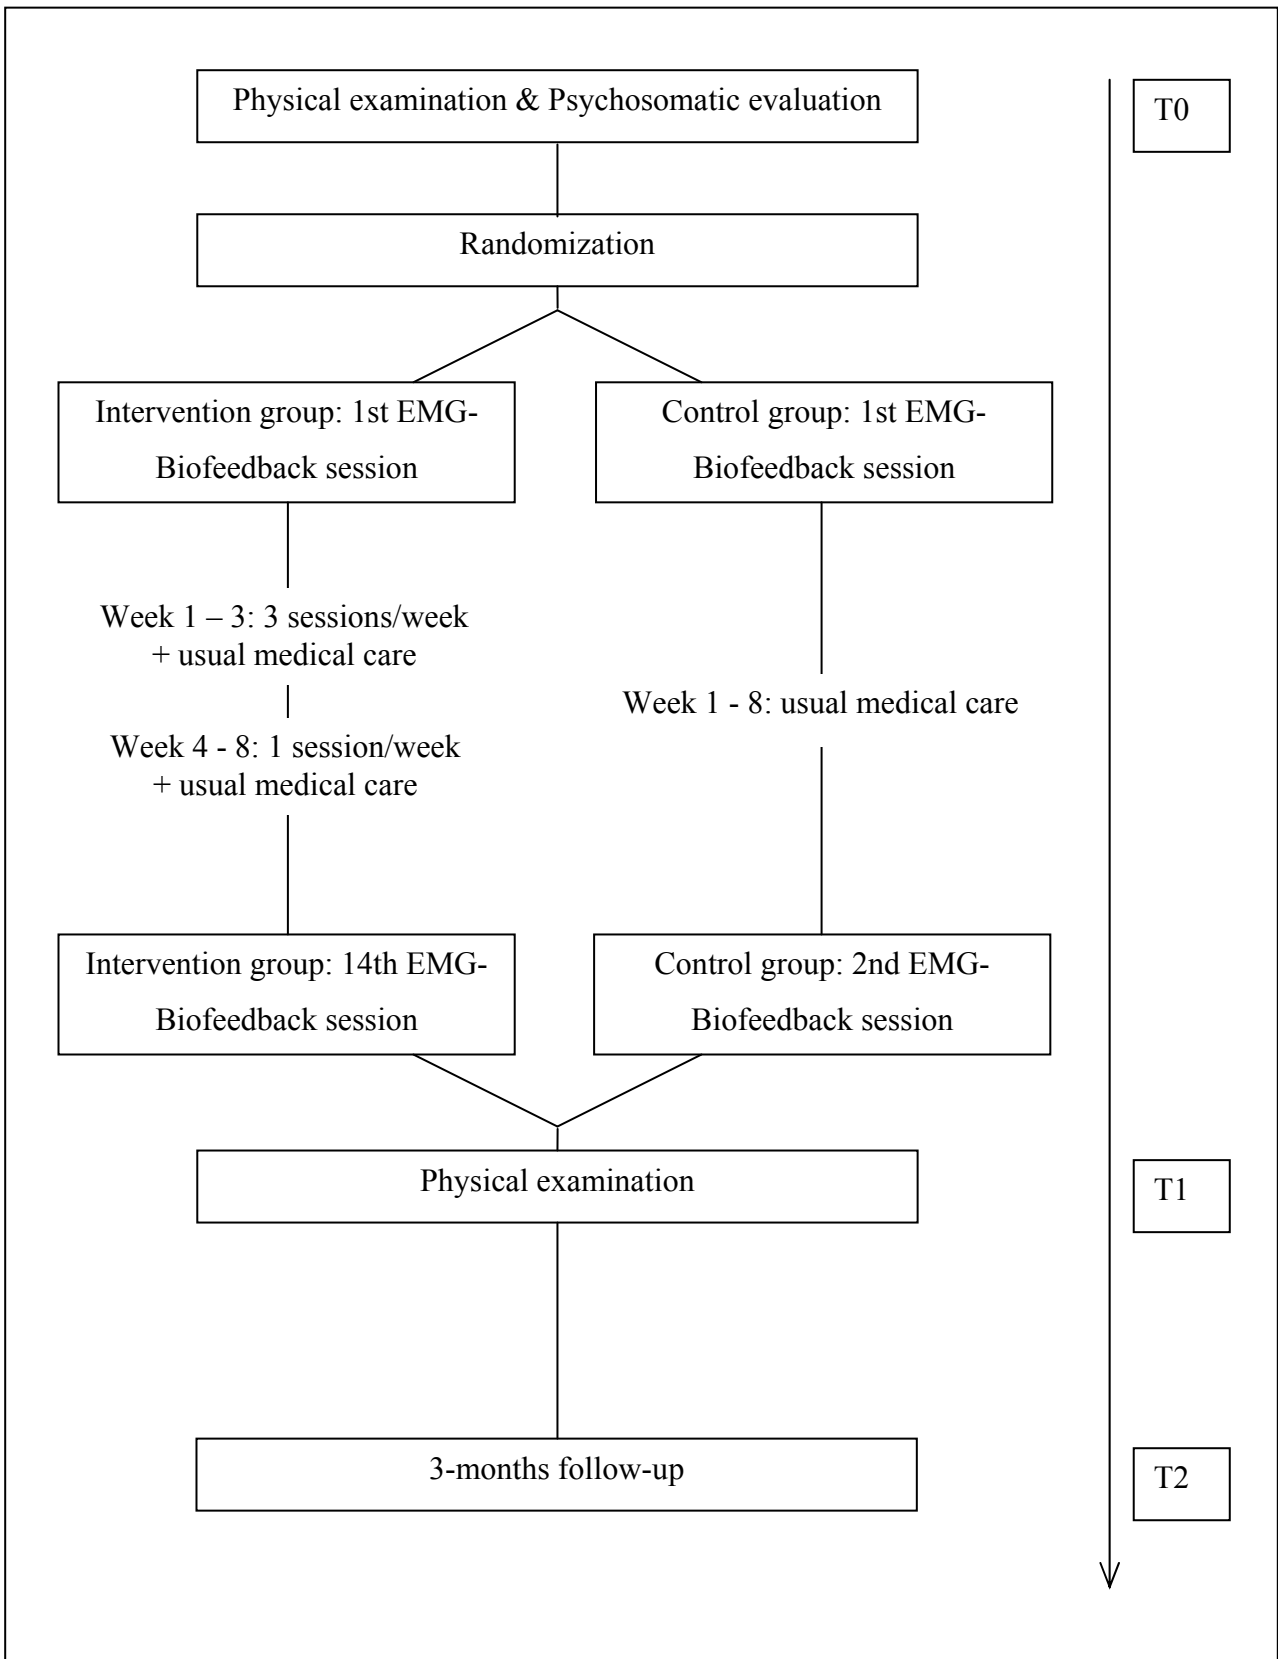 Physical examination & Psychosomatic evaluation
T0
Randomization
Intervention group: 1st EMG-
Biofeedback session
Control group: 1st EMG-
Biofeedback session
Week 1 – 3: 3 sessions/week
+ usual medical care
Week 4 - 8: 1 session/week
+ usual medical care
Week 1 - 8: usual medical care
Intervention group: 14th EMG-
Biofeedback session
Control group: 2nd EMG-
Biofeedback session
Physical examination
T1
3-months follow-up
T2